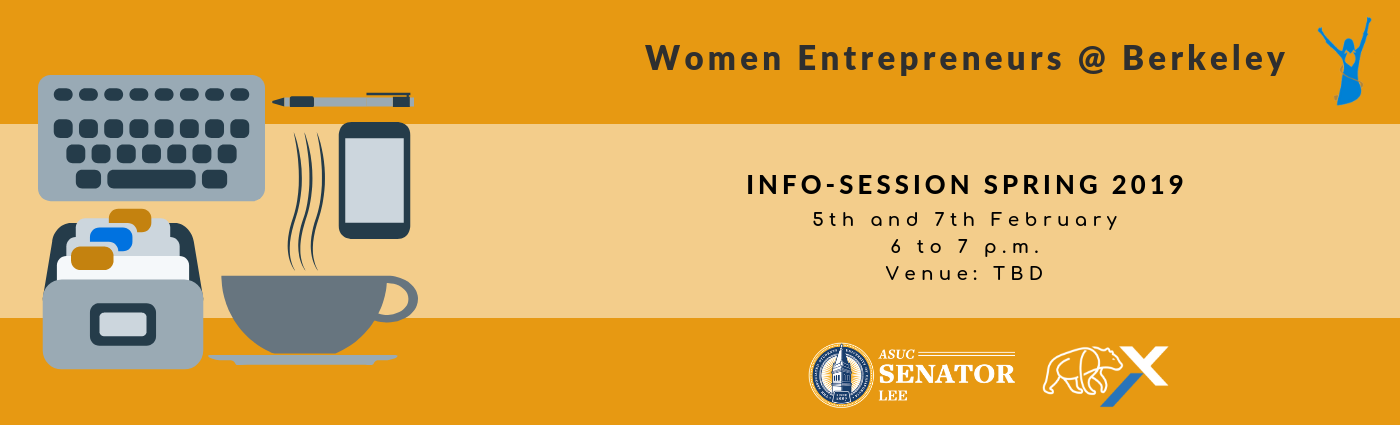 Women Entrepreneurs @ Berkeley
INFO-SESSION SPRING 2019
5th and 7th February
6 to 7 p.m.
Venue: TBD
ASUC
SENATOR
LEE
X